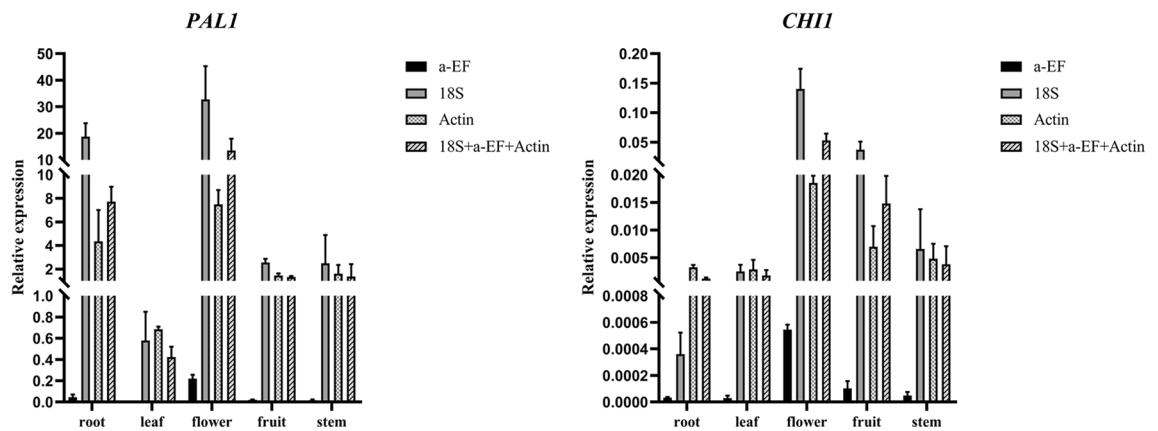 PAL1
Relative expression
50
40
30
20
10
10
8
6
4
2
1.0
0.8
0.6
0.4
0.2
0.0
root leaf flower fruit stem
a-EF
18S
Actin
18S+a-EF+Actin
CHI1
Relative expression
0.20
0.15
0.10
0.05
0.020
0.015
0.010
0.005
0.0008
0.0006
0.0004
0.0002
0.0000
root leaf flower fruit stem
a-EF
18S
Actin
18S+a-EF+Actin